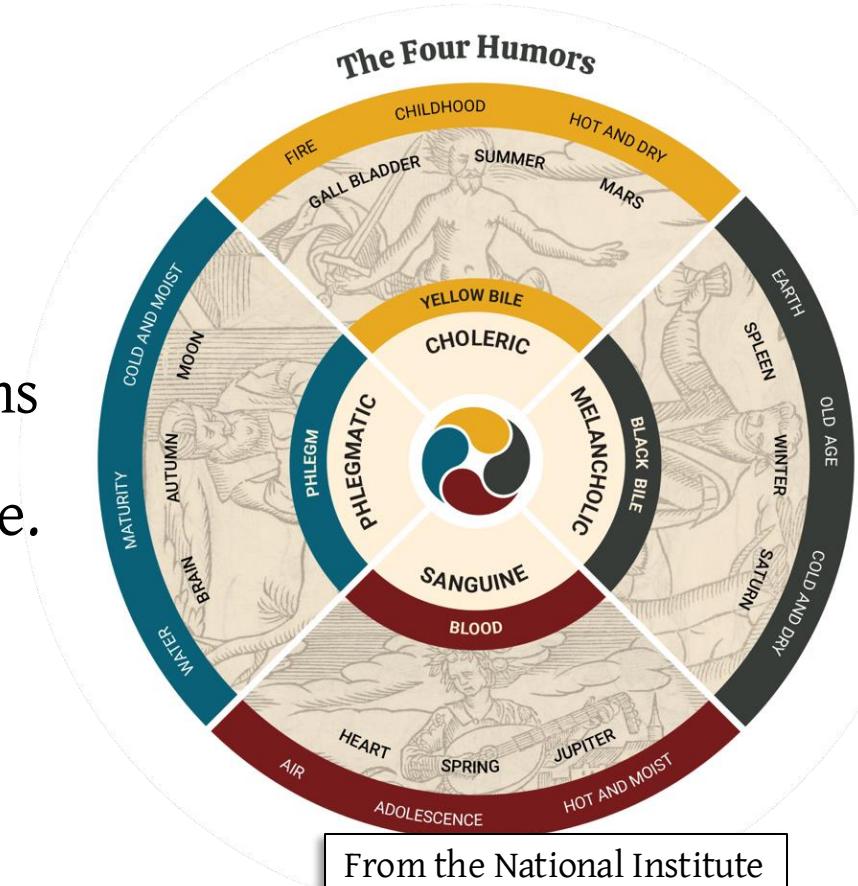 The Four Humors
FIRE CHILDHOOD HOT AND DRY
GALL BLADDER SUMMER MARS
YELLOW BILE
CHOLERIC
COLD AND MOIST
MATURITY
WATER
MOON
AUTUMN
BRAIN
PHLEGM
PHLEGMATIC
MELANCHOLIC
BLACK BILE
SPLEEN
WINTER
SATURN
EARTH
OLD AGE
COLD AND DRY
SANGUINE
BLOOD
HEART SPRING JUPITER
AIR ADOLESCENCE HOT AND MOIST
From the National Institute